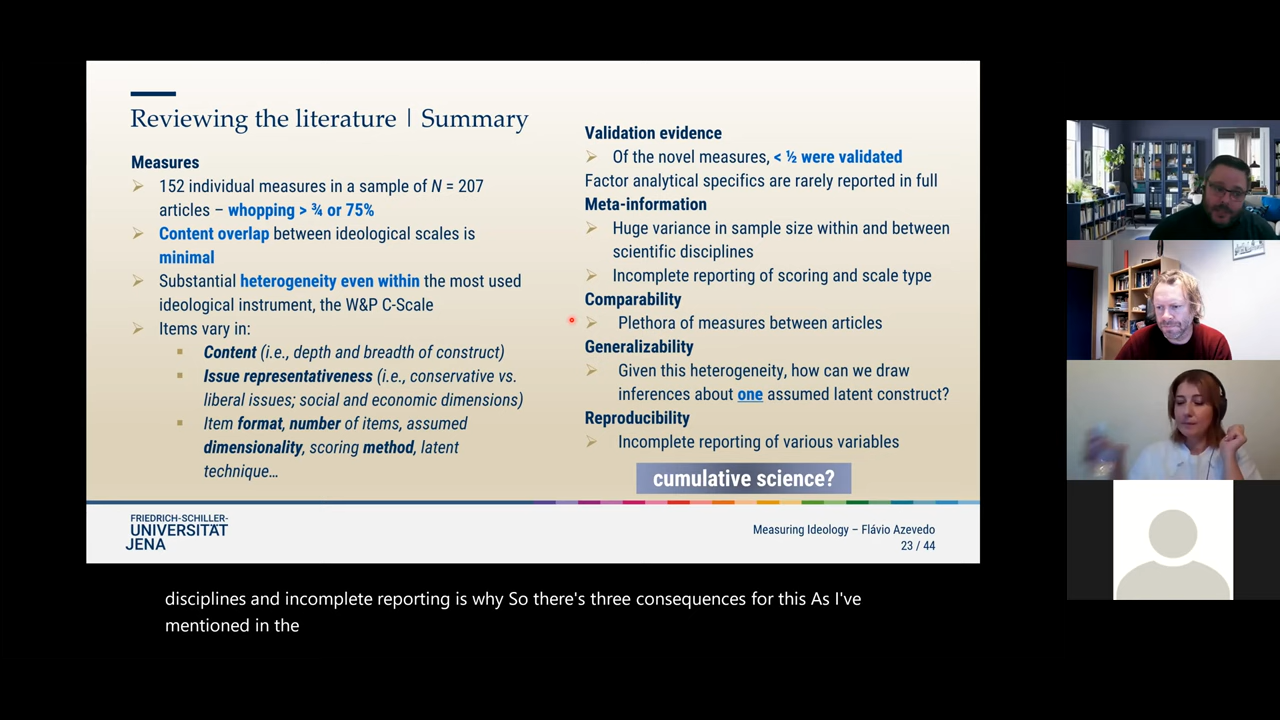 Reviewing the literature | Summary
Measures
➢ 152 individual measures in a sample of N = 207
articles – whopping > ¾ or 75%
➢ Content overlap between ideological scales is
minimal
➢ Substantial heterogeneity even within the most used
ideological instrument, the W&P C-Scale
➢ Items vary in:
▪ Content (i.e., depth and breadth of construct)
▪ Issue representativeness (i.e., conservative vs.
liberal issues; social and economic dimensions)
▪ Item format, number of items, assumed
dimensionality, scoring method, latent
technique…
Validation evidence
➢ Of the novel measures, < ½ were validated
Factor analytical specifics are rarely reported in full
Meta-information
➢ Huge variance in sample size within and between
scientific disciplines
➢ Incomplete reporting of scoring and scale type
Comparability
➢ Plethora of measures between articles
Generalizability
➢ Given this heterogeneity, how can we draw
inferences about one assumed latent construct?
Reproducibility
➢ Incomplete reporting of various variables
cumulative science?
FRIEDRICH-SCHILLER-
UNIVERSITÄT
JENA
Measuring Ideology – Flávio Azevedo
23 / 44
disciplines and incomplete reporting is why So there's three consequences for this As I've
mentioned in the